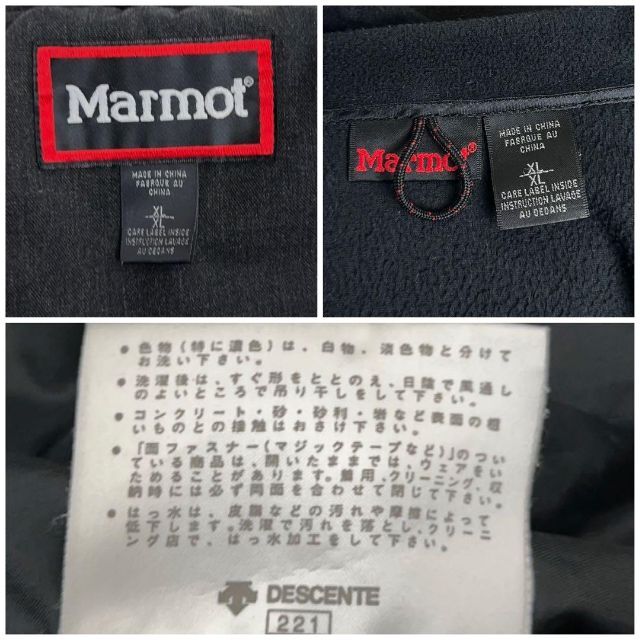 Marmot®
MADE IN CHINA
FABRIQUE AU
CHINA
XL
XL
CARE LABEL INSIDE
INSTRUCTION LAVAGE
AU DEDANS
Marmot®
MADE IN CHINA
FABRIQUE AU
CHINA
XL
XL
CARE LABEL INSIDE
INSTRUCTION LAVAGE
AU DEDANS
● 色物(特に濃色)は、白物、淡色物と分けて
お洗い下さい。
● 洗濯後は、すぐ形をととのえ、日陰で風通し
のよいところで吊り干しをして下さい。
● コンクリート・砂・砂利・岩など表面の粗
いものとの接触はおさけ下さい。
● 「面ファスナー(マジックテープなど)」のつい
ている商品は、開いたままでは、ウェアをい
ためることがあります。着用、クリーニング、収
納時には必ず両面を合わせて閉じて下さい。
● はっ水は、皮脂などの汚れや摩擦によって
低下します。洗濯で汚れを落とし、クリーニ
ング店で、はっ水加工をして下さい。
DESCENTE
221